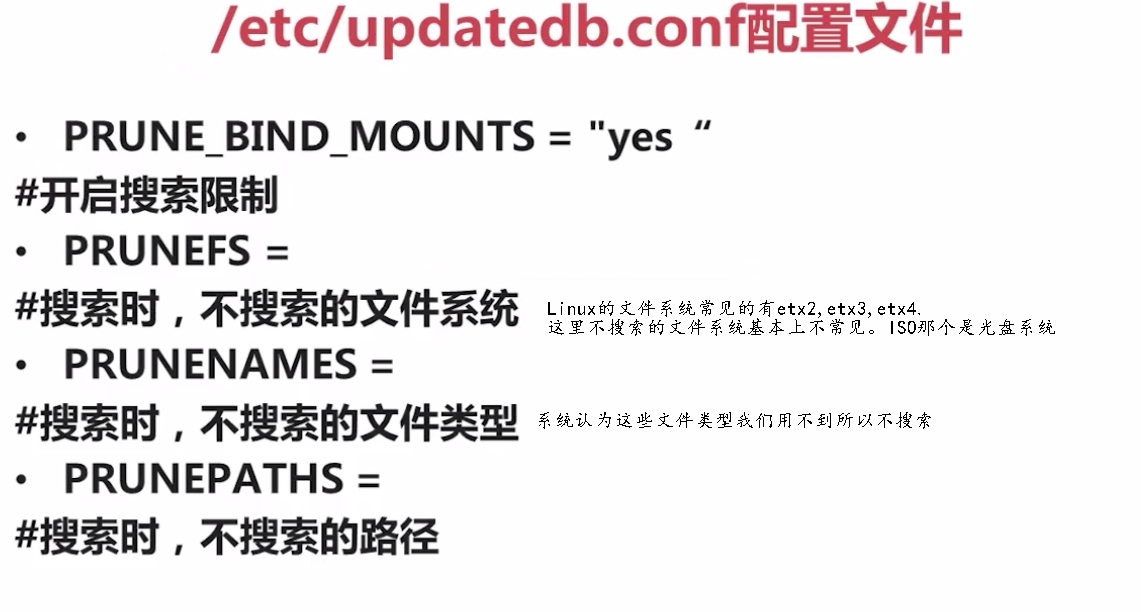 /etc/updatedb.conf配置文件
• PRUNE_BIND_MOUNTS = "yes “
#开启搜索限制
• PRUNEFS =
#搜索时，不搜索的文件系统
Linux的文件系统常见的有etx2,etx3,etx4.
这里不搜索的文件系统基本上不常见。ISO那个是光盘系统
• PRUNENAMES =
#搜索时，不搜索的文件类型
系统认为这些文件类型我们用不到所以不搜索
• PRUNEPATHS =
#搜索时，不搜索的路径